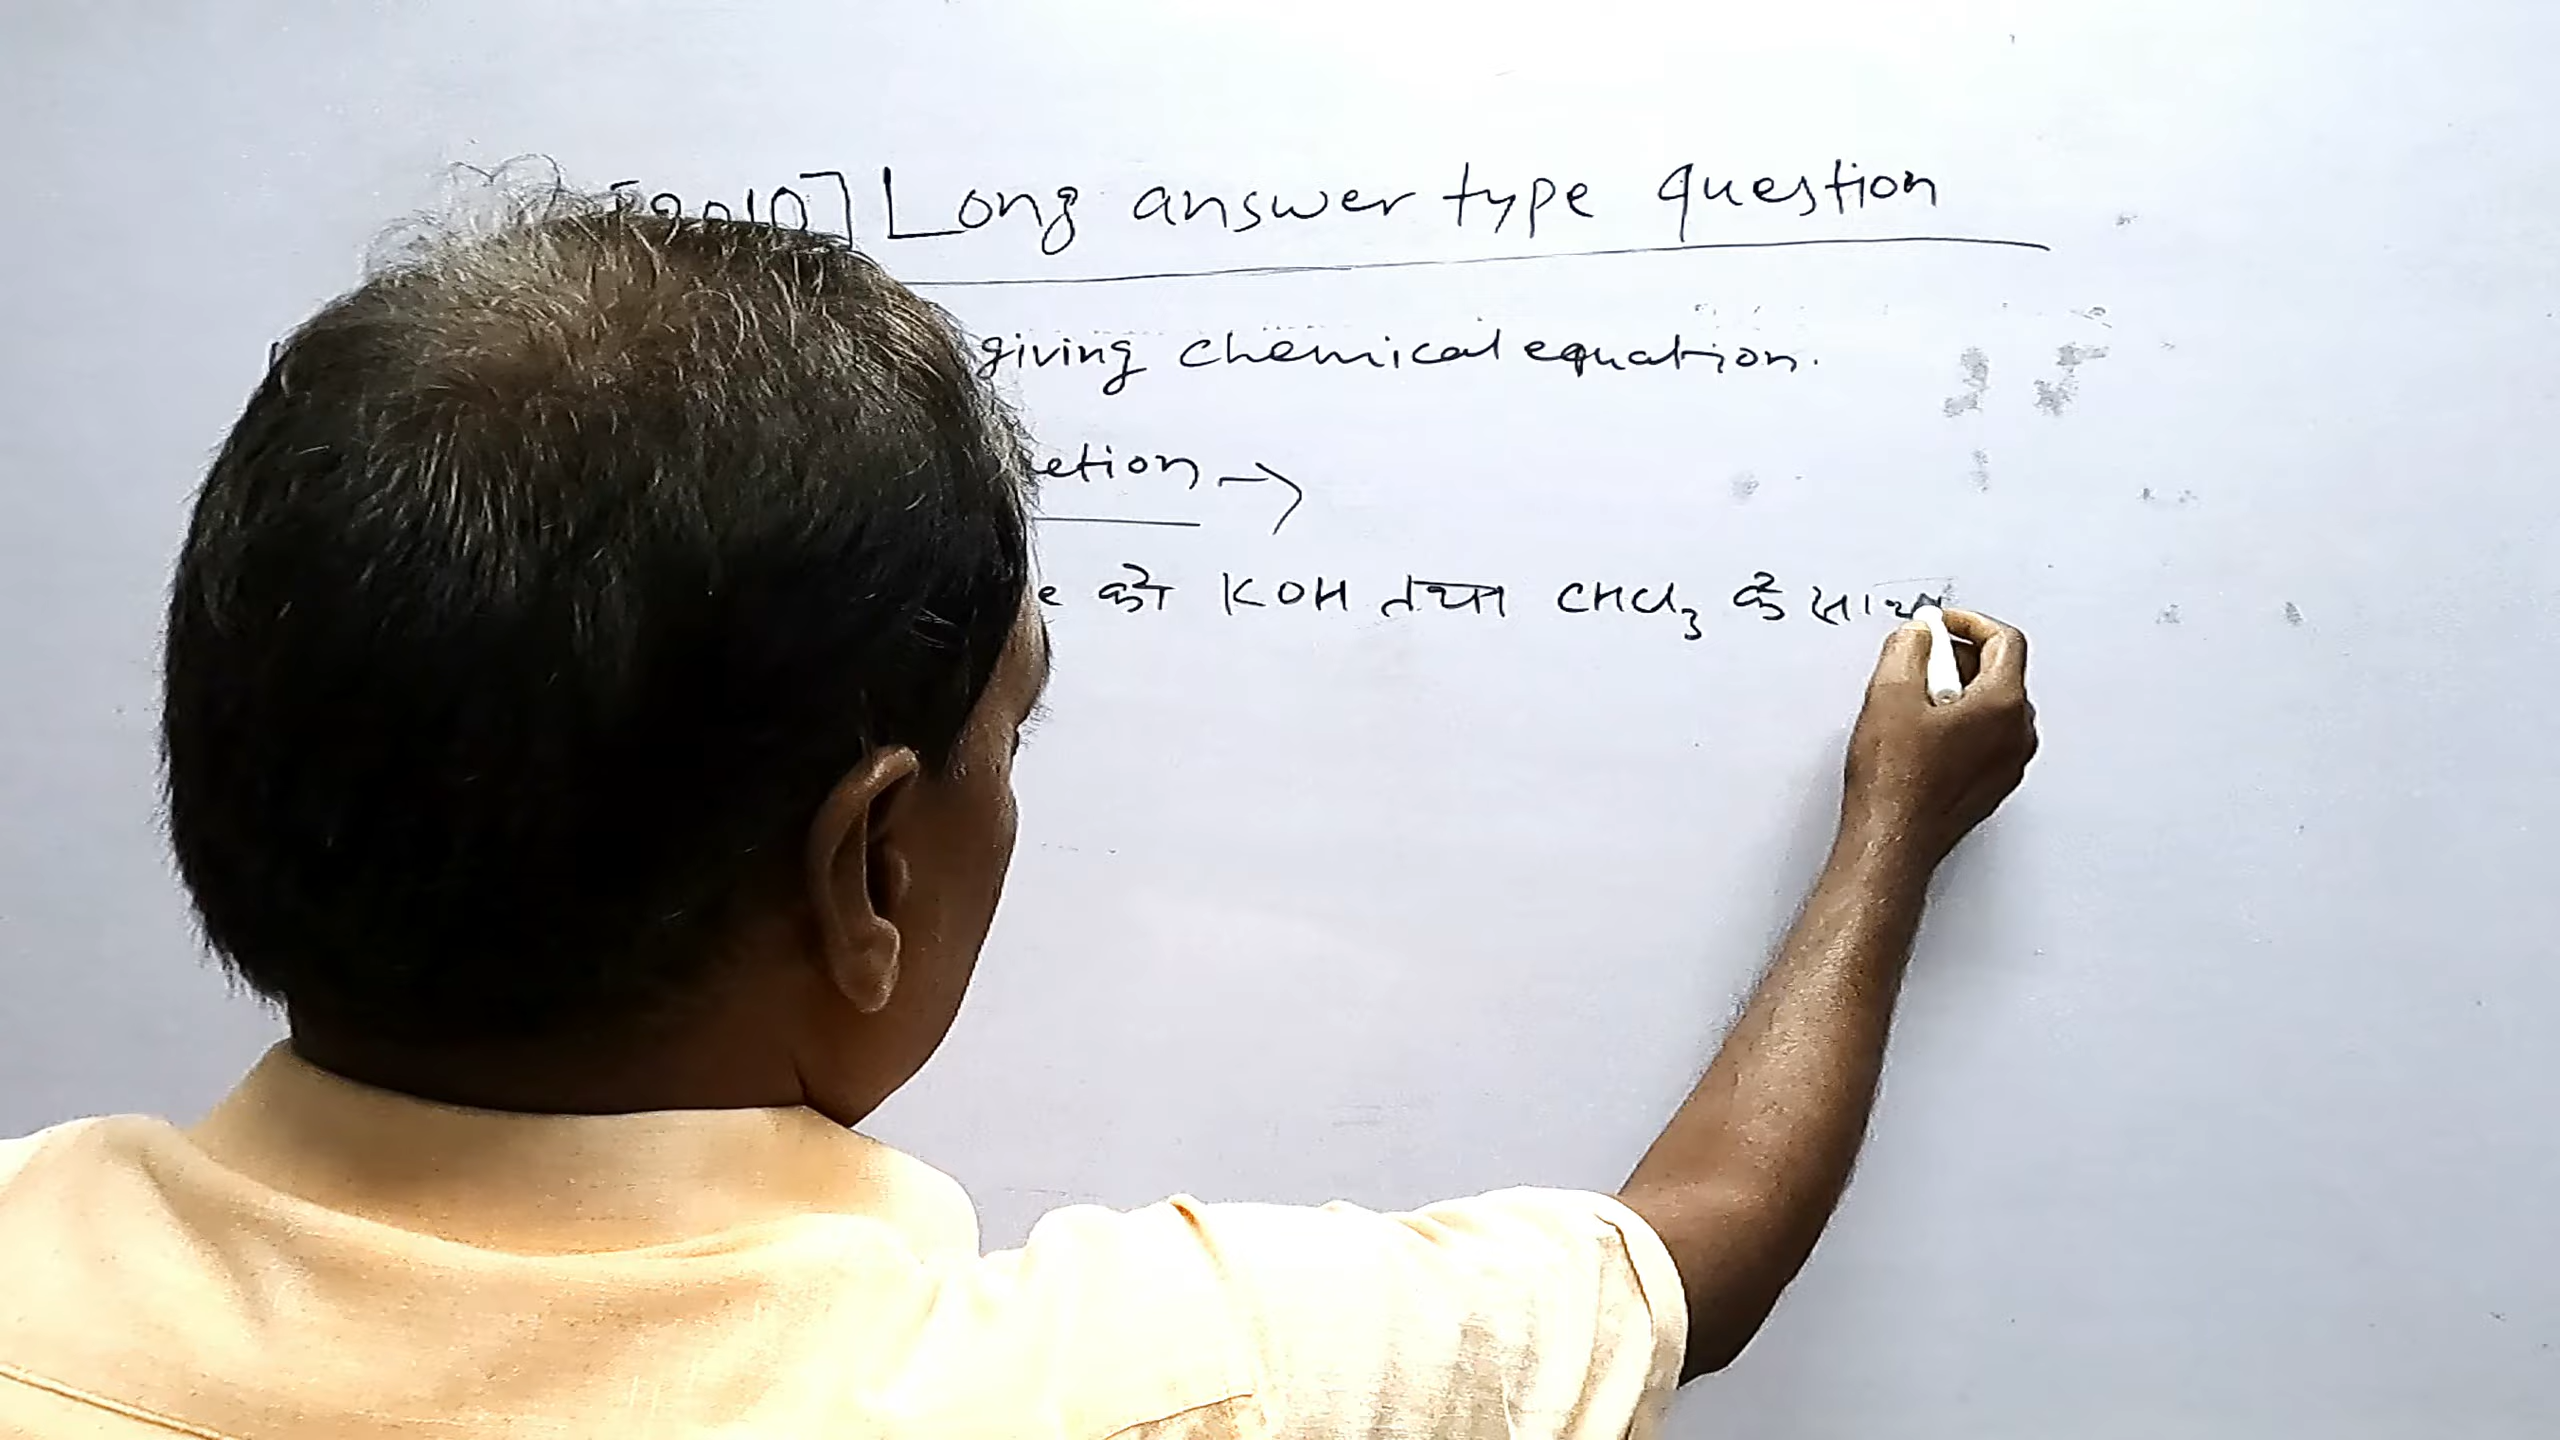 [2010] Long answer type question
giving chemical equation.
etion →
e को KOH तथा CHCl₃ के साथ